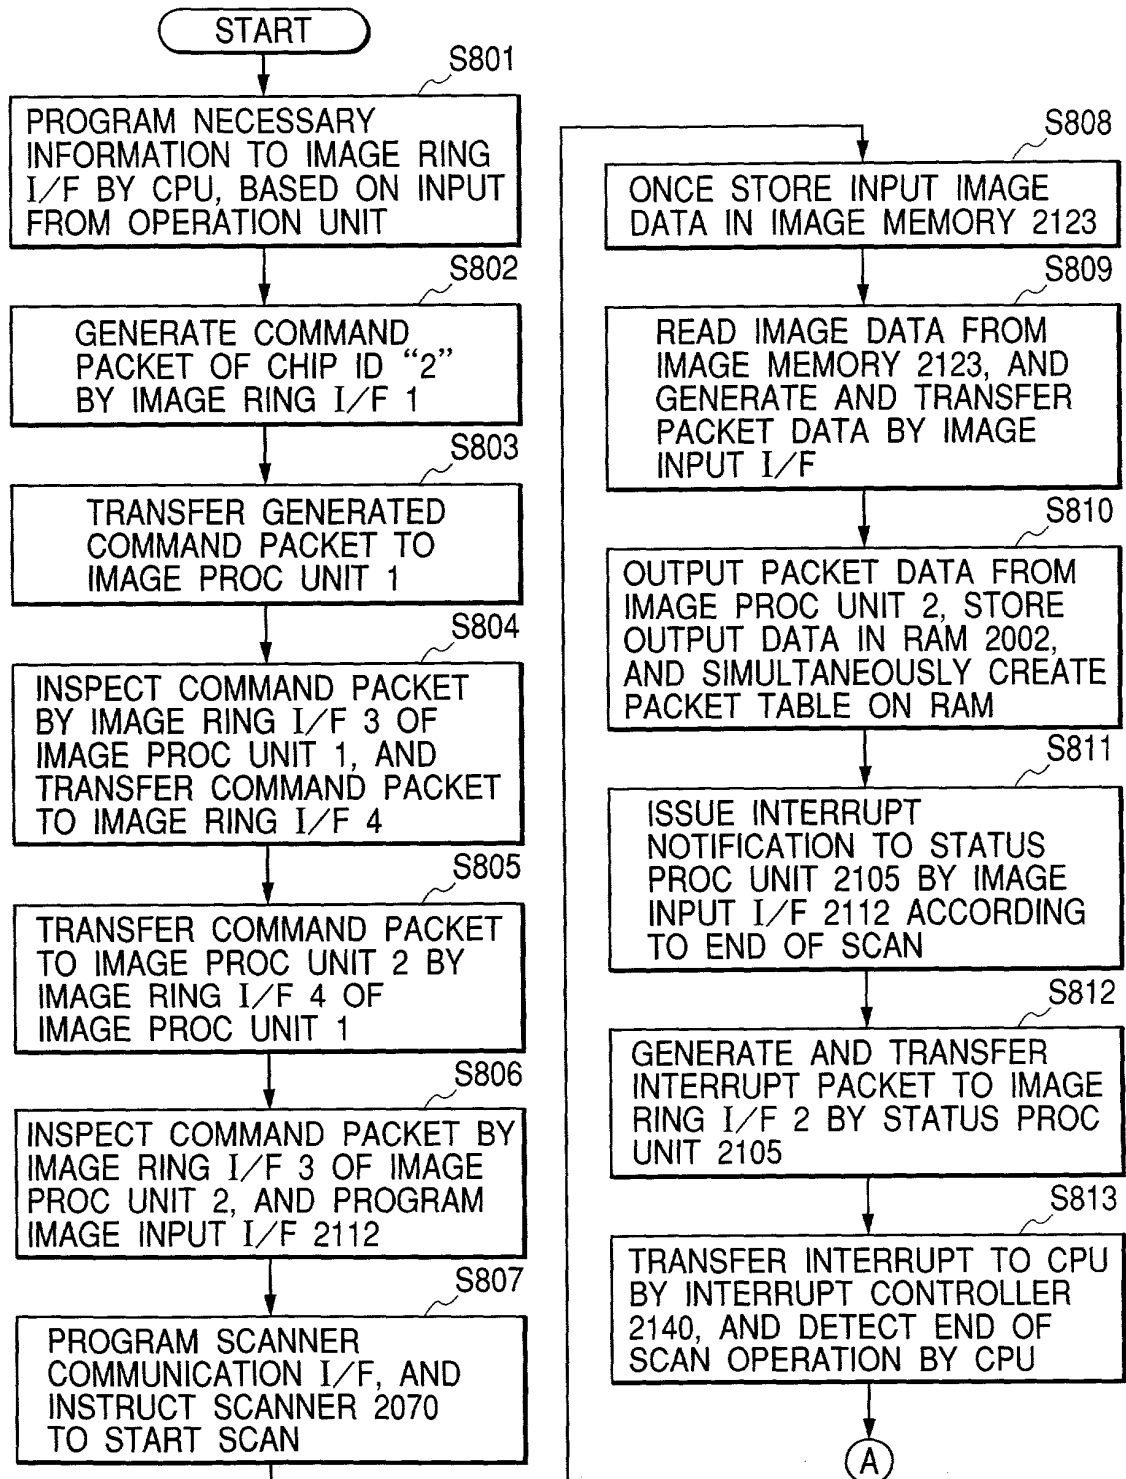 START
S801
PROGRAM NECESSARY
INFORMATION TO IMAGE RING
I/F BY CPU, BASED ON INPUT
FROM OPERATION UNIT
S802
GENERATE COMMAND
PACKET OF CHIP ID “2”
BY IMAGE RING I/F 1
S803
TRANSFER GENERATED
COMMAND PACKET TO
IMAGE PROC UNIT 1
S804
INSPECT COMMAND PACKET
BY IMAGE RING I/F 3 OF
IMAGE PROC UNIT 1, AND
TRANSFER COMMAND PACKET
TO IMAGE RING I/F 4
S805
TRANSFER COMMAND PACKET
TO IMAGE PROC UNIT 2 BY
IMAGE RING I/F 4 OF
IMAGE PROC UNIT 1
S806
INSPECT COMMAND PACKET BY
IMAGE RING I/F 3 OF IMAGE
PROC UNIT 2, AND PROGRAM
IMAGE INPUT I/F 2112
S807
PROGRAM SCANNER
COMMUNICATION I/F, AND
INSTRUCT SCANNER 2070
TO START SCAN
S808
ONCE STORE INPUT IMAGE
DATA IN IMAGE MEMORY 2123
S809
READ IMAGE DATA FROM
IMAGE MEMORY 2123, AND
GENERATE AND TRANSFER
PACKET DATA BY IMAGE
INPUT I/F
S810
OUTPUT PACKET DATA FROM
IMAGE PROC UNIT 2, STORE
OUTPUT DATA IN RAM 2002,
AND SIMULTANEOUSLY CREATE
PACKET TABLE ON RAM
S811
ISSUE INTERRUPT
NOTIFICATION TO STATUS
PROC UNIT 2105 BY IMAGE
INPUT I/F 2112 ACCORDING
TO END OF SCAN
S812
GENERATE AND TRANSFER
INTERRUPT PACKET TO IMAGE
RING I/F 2 BY STATUS PROC
UNIT 2105
S813
TRANSFER INTERRUPT TO CPU
BY INTERRUPT CONTROLLER
2140, AND DETECT END OF
SCAN OPERATION BY CPU
A